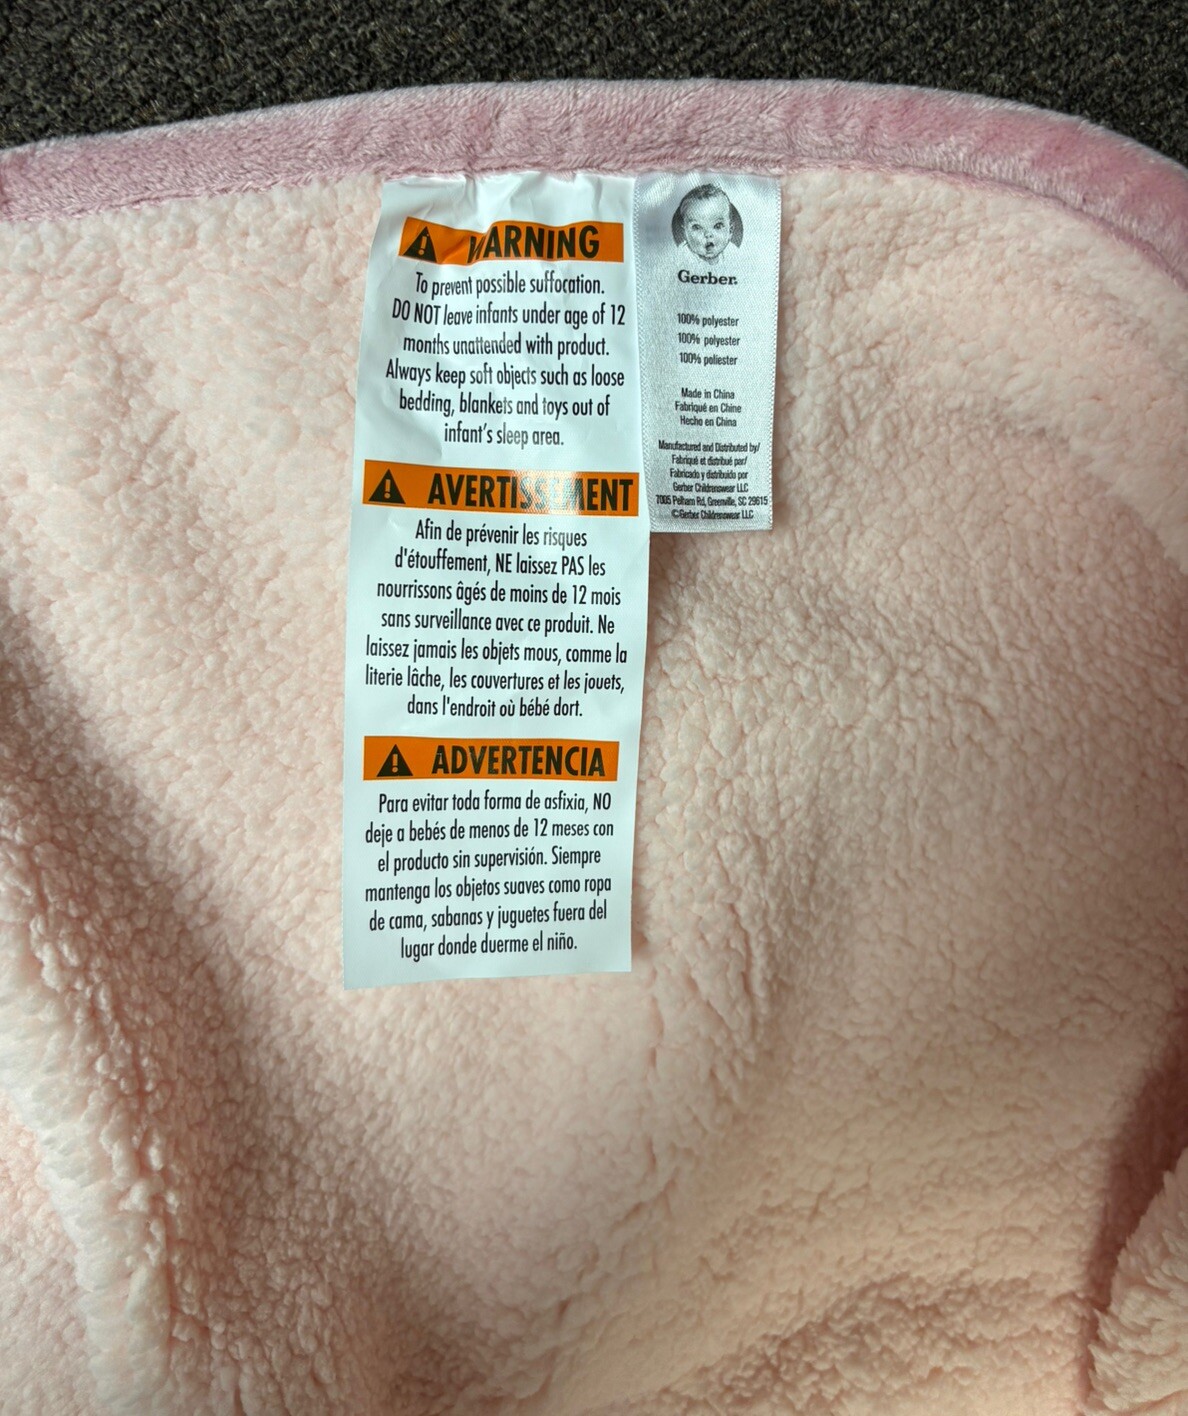 WARNING
To prevent possible suffocation.
DO NOT leave infants under age of 12
months unattended with product.
Always keep soft objects such as loose
bedding, blankets and toys out of
infant's sleep area.
AVERTISSEMENT
Afin de prévenir les risques
d'étouffement, NE laissez PAS les
nourrissons âgés de moins de 12 mois
sans surveillance avec ce produit. Ne
laissez jamais les objets mous, comme la
literie lâche, les couvertures et les jouets,
dans l'endroit où bébé dort.
ADVERTENCIA
Para evitar toda forma de asfixia, NO
deje a bebés de menos de 12 meses con
el producto sin supervisión. Siempre
mantenga los objetos suaves como ropa
de cama, sabanas y juguetes fuera del
lugar donde duerme el niño.
Gerber.
100% polyester
100% polyester
100% poliester
Made in China
Fabriqué en Chine
Hecho en China
Manufactured and Distributed by/
Fabriqué et distribué par/
Fabricado y distribuido por
Gerber Childrenswear LLC
7005 Pelham Rd, Greenville, SC 29615
©Gerber Childrenswear LLC